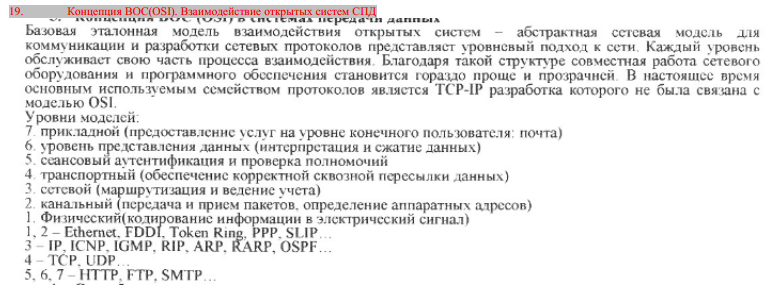 19. Концепция ВОС(OSI). Взаимодействие открытых систем СПД
Концепция ВОС (OSI) в системах передачи данных
Базовая эталонная модель взаимодействия открытых систем – абстрактная сетевая модель для
коммуникации и разработки сетевых протоколов представляет уровневый подход к сети. Каждый уровень
обслуживает свою часть процесса взаимодействия. Благодаря такой структуре совместная работа сетевого
оборудования и программного обеспечения становится гораздо проще и прозрачней. В настоящее время
основным используемым семейством протоколов является TCP-IP разработка которого не была связана с
моделью OSI.
Уровни моделей:
7. прикладной (предоставление услуг на уровне конечного пользователя: почта)
6. уровень представления данных (интерпретация и сжатие данных)
5. сеансовый аутентификация и проверка полномочий
4. транспортный (обеспечение корректной сквозной пересылки данных)
3. сетевой (маршрутизация и ведение учета)
2. канальный (передача и прием пакетов, определение аппаратных адресов)
1. Физический(кодирование информации в электрический сигнал)
1, 2 – Ethernet, FDDI, Token Ring, PPP, SLIP…
3 – IP, ICNP, IGMP, RIP, ARP, RARP, OSPF…
4 – TCP, UDP…
5, 6, 7 – HTTP, FTP, SMTP…